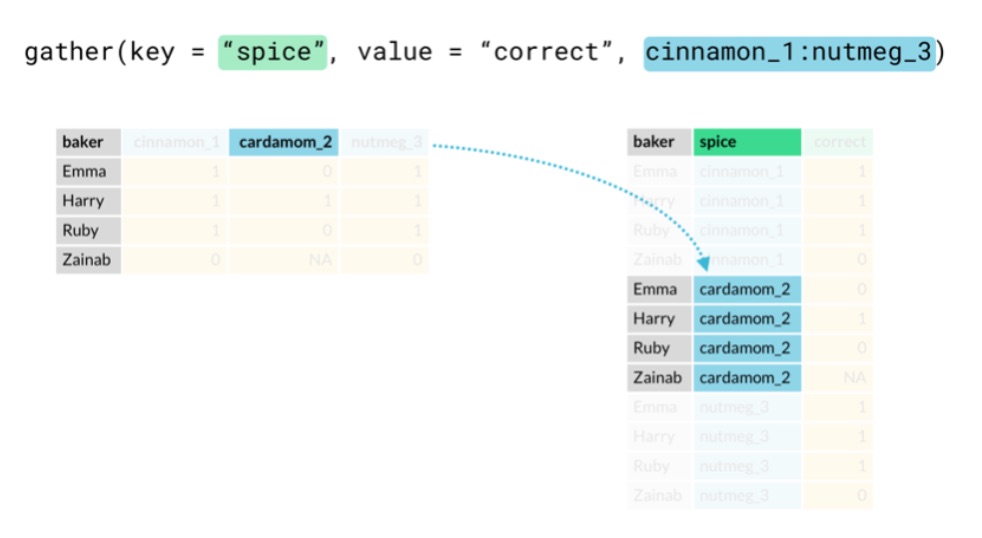 gather(key = “spice”, value = “correct”, cinnamon_1:nutmeg_3)
baker cinnamon_1 cardamom_2 nutmeg_3
Emma 1 0 1
Harry 1 1 1
Ruby 1 0 1
Zainab 0 NA 0
baker spice correct
Emma cinnamon_1 1
Harry cinnamon_1 1
Ruby cinnamon_1 1
Zainab cinnamon_1 0
Emma cardamom_2 0
Harry cardamom_2 1
Ruby cardamom_2 0
Zainab cardamom_2 NA
Emma nutmeg_3 1
Harry nutmeg_3 1
Ruby nutmeg_3 1
Zainab nutmeg_3 0